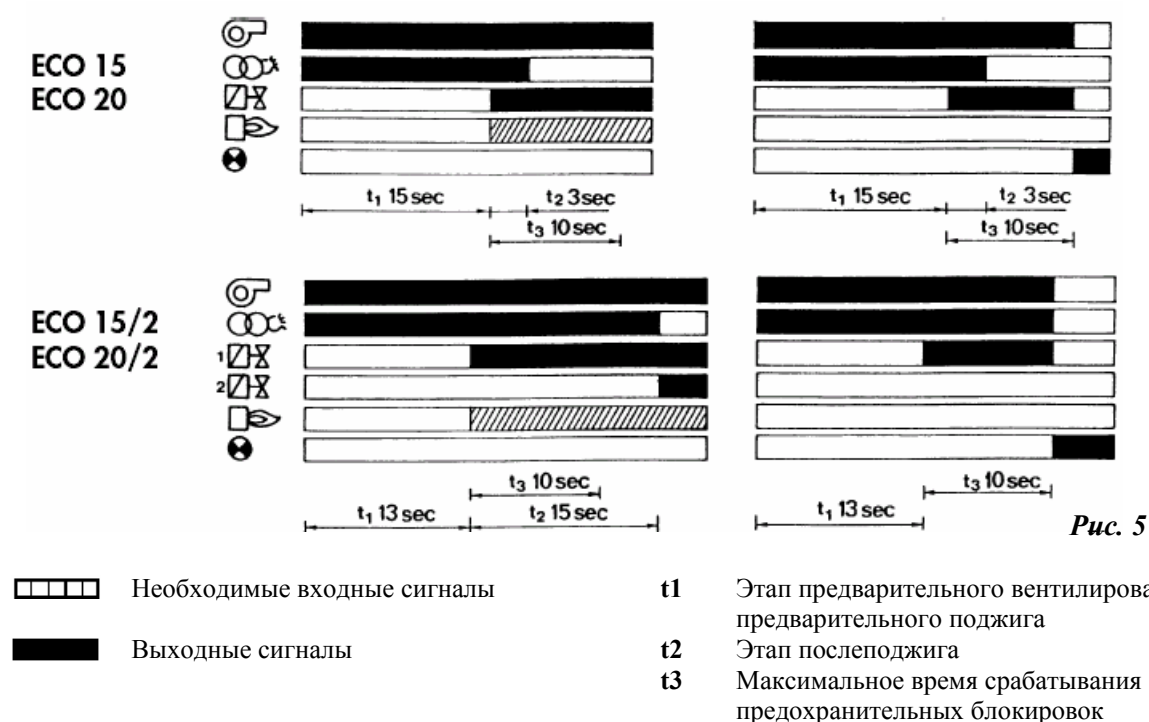 ECO 15
ECO 20
t1 15 sec
t2 3 sec
t3 10 sec
t1 15 sec
t2 3 sec
t3 10 sec
ECO 15/2
ECO 20/2
1
2
t3 10 sec
t1 13 sec
t2 15 sec
t3 10 sec
t1 13 sec
Рис. 5
Необходимые входные сигналы
Выходные сигналы
t1 Этап предварительного вентилирова
предварительного поджига
t2 Этап послеподжига
t3 Максимальное время срабатывания
предохранительных блокировок